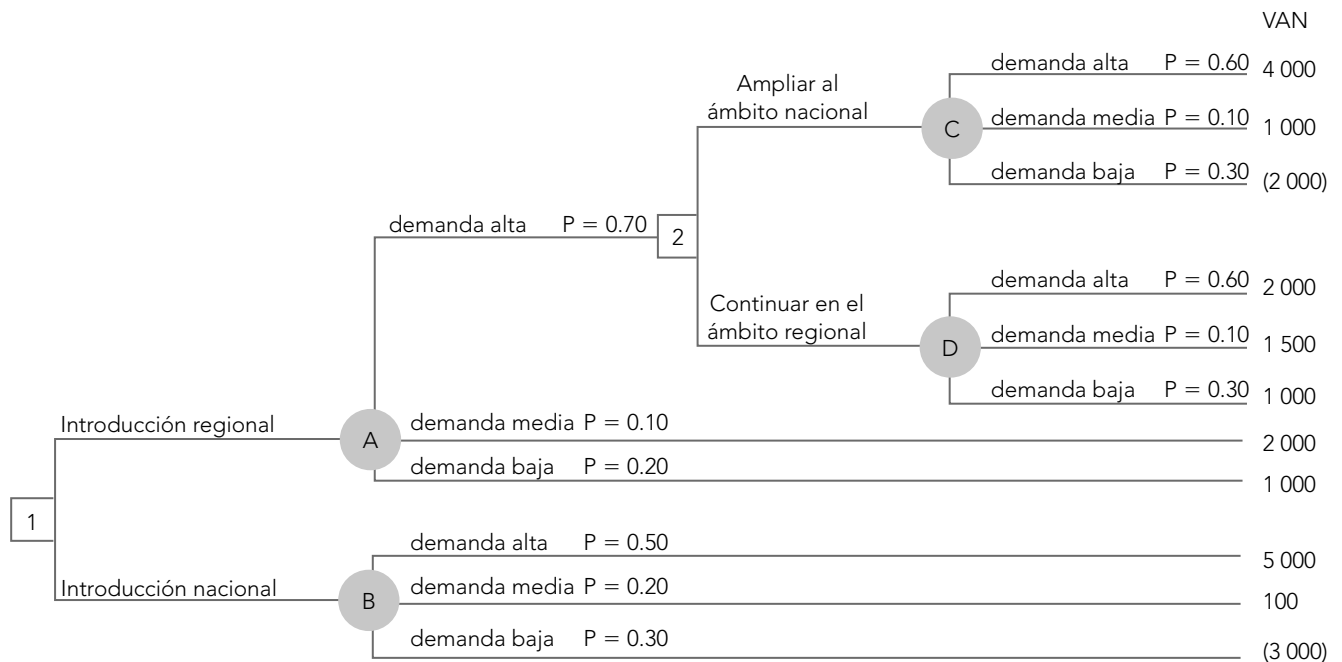 VAN
demanda alta P = 0.60 4 000
Ampliar al
ámbito nacional
C
demanda media P = 0.10 1 000
demanda baja P = 0.30 (2 000)
demanda alta P = 0.70
2
demanda alta P = 0.60 2 000
Continuar en el
ámbito regional
D
demanda media P = 0.10 1 500
demanda baja P = 0.30 1 000
Introducción regional
A
demanda media P = 0.10 2 000
demanda baja P = 0.20 1 000
1
demanda alta P = 0.50 5 000
Introducción nacional
B
demanda media P = 0.20 100
demanda baja P = 0.30 (3 000)